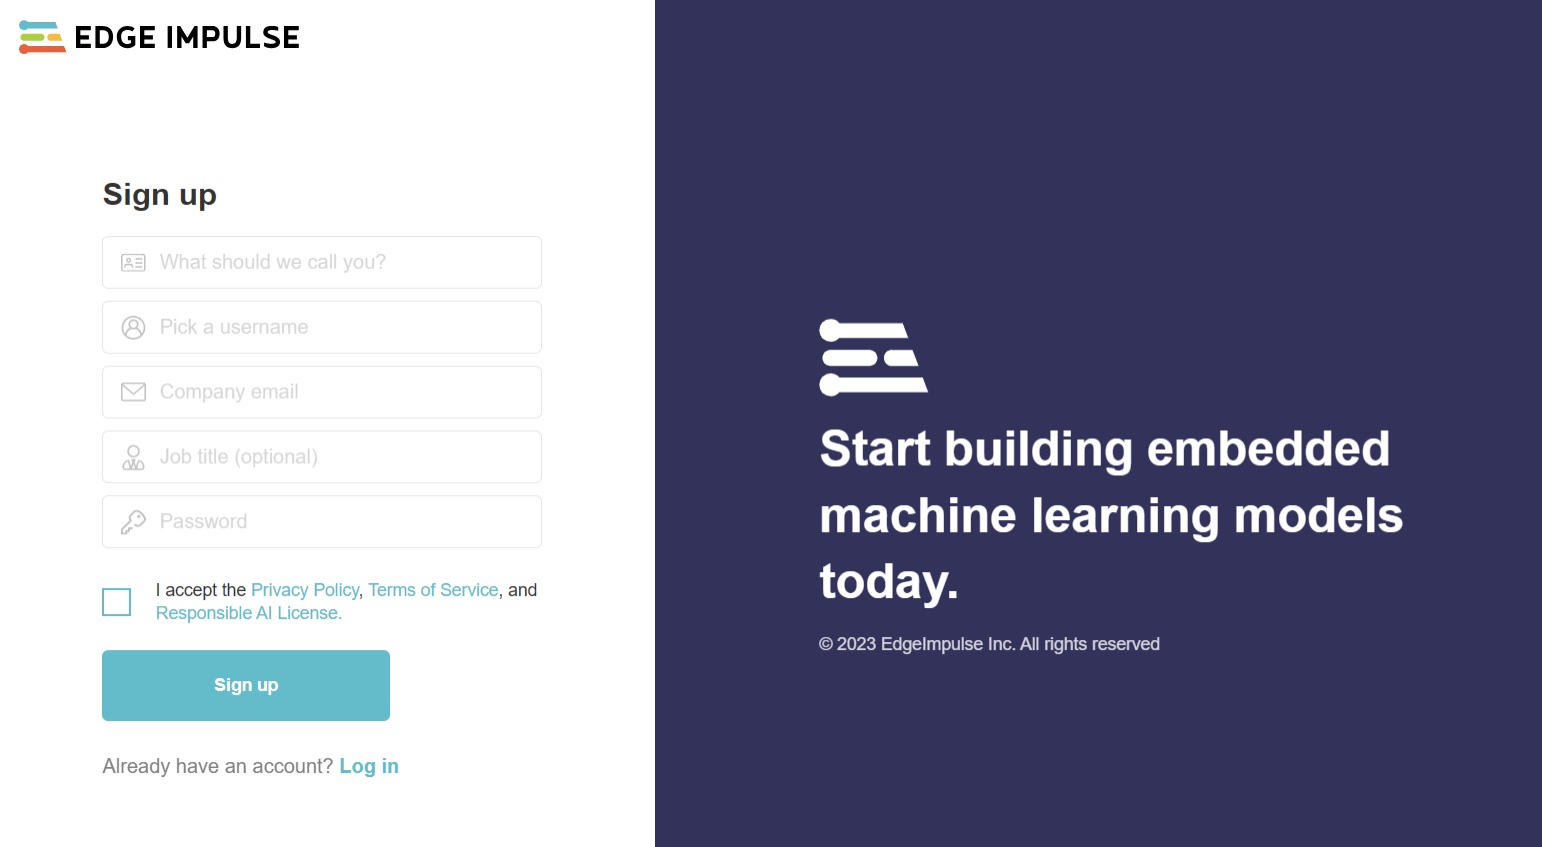 EDGE IMPULSE
Sign up
What should we call you?
Pick a username
Company email
Job title (optional)
Password
I accept the Privacy Policy, Terms of Service, and
Responsible AI License.
Sign up
Already have an account? Log in
Start building embedded
machine learning models
today.
© 2023 EdgeImpulse Inc. All rights reserved